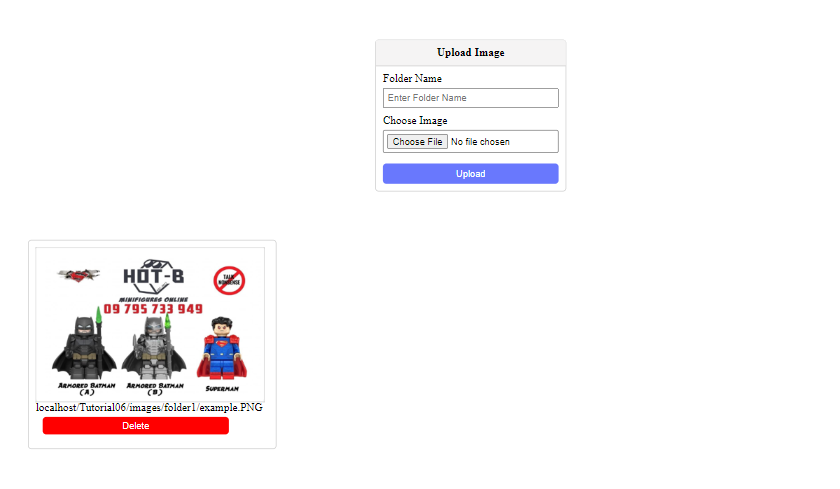 Upload Image
Folder Name
Enter Folder Name
Choose Image
Choose File No file chosen
Upload
HOT-B
TALK NONSENSE
MINIFIGURES ONLINE
09 795 733 949
ARMORED BATMAN (A)
ARMORED BATMAN (B)
SUPERMAN
localhost/Tutorial06/images/folder1/example.PNG
Delete